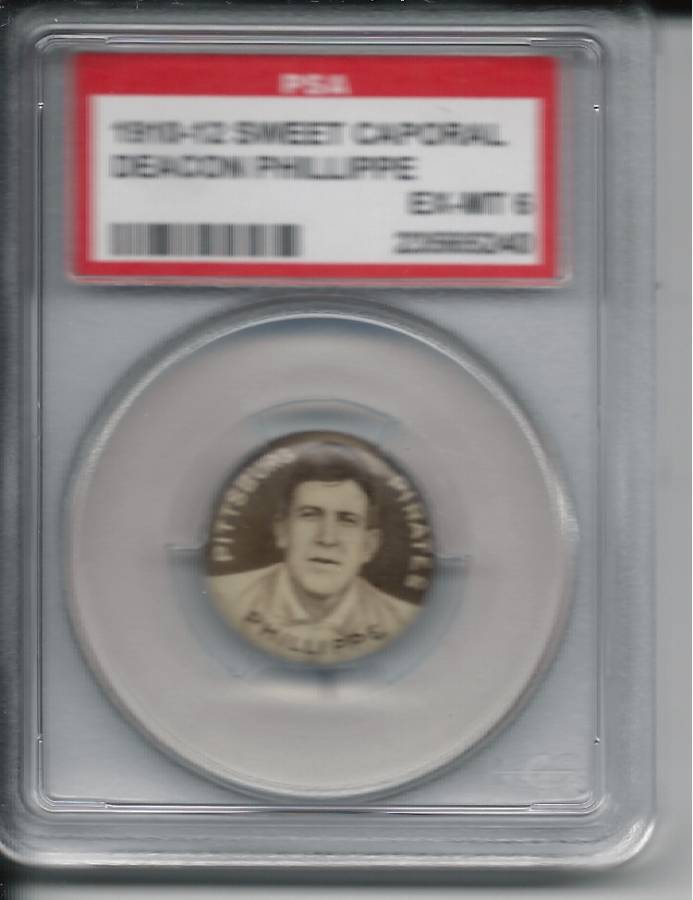 PSA
1910-12 SWEET CAPORAL
DEACON PHILLIPPE
EX-MT 6
PITTSBURG PIRATES
PHILLIPPE